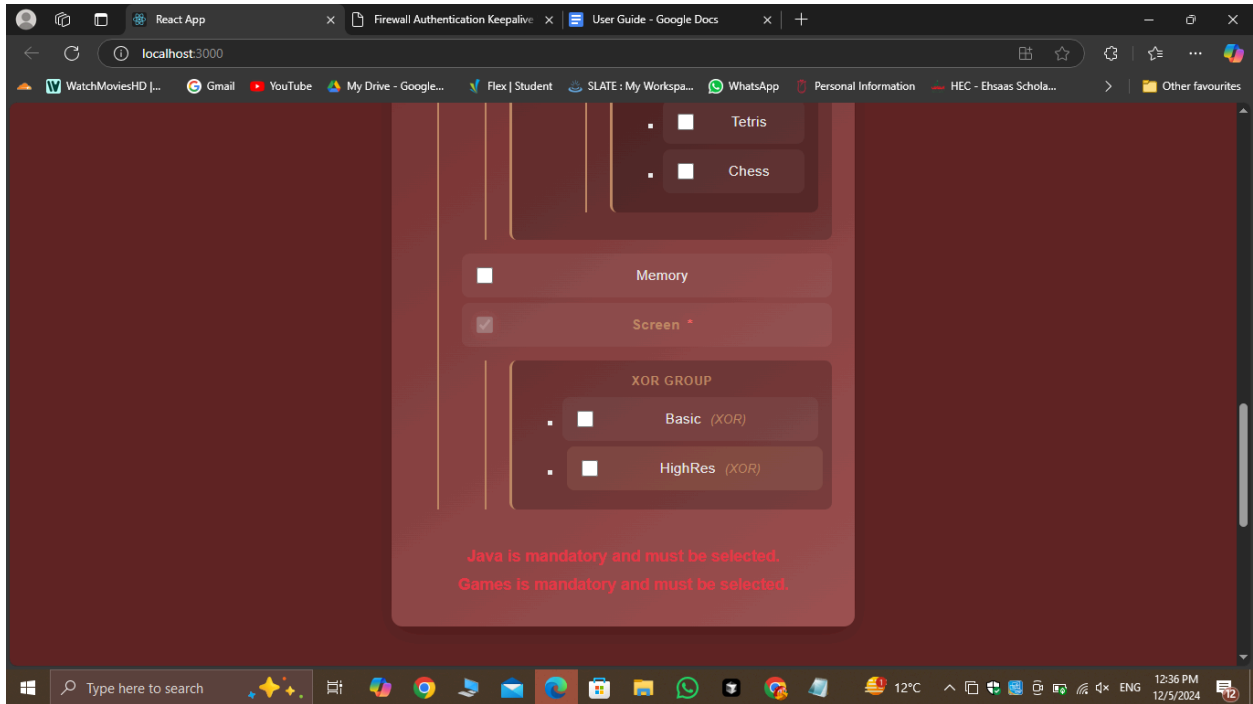 React App
Firewall Authentication Keepalive
User Guide - Google Docs
localhost:3000
WatchMoviesHD |...
Gmail
YouTube
My Drive - Google...
Flex | Student
SLATE : My Workspa...
WhatsApp
Personal Information
HEC - Ehsaas Schola...
Other favourites
Tetris
Chess
Memory
Screen *
XOR GROUP
Basic (XOR)
HighRes (XOR)
Java is mandatory and must be selected.
Games is mandatory and must be selected.
Type here to search
12°C
ENG
12:36 PM
12/5/2024
12